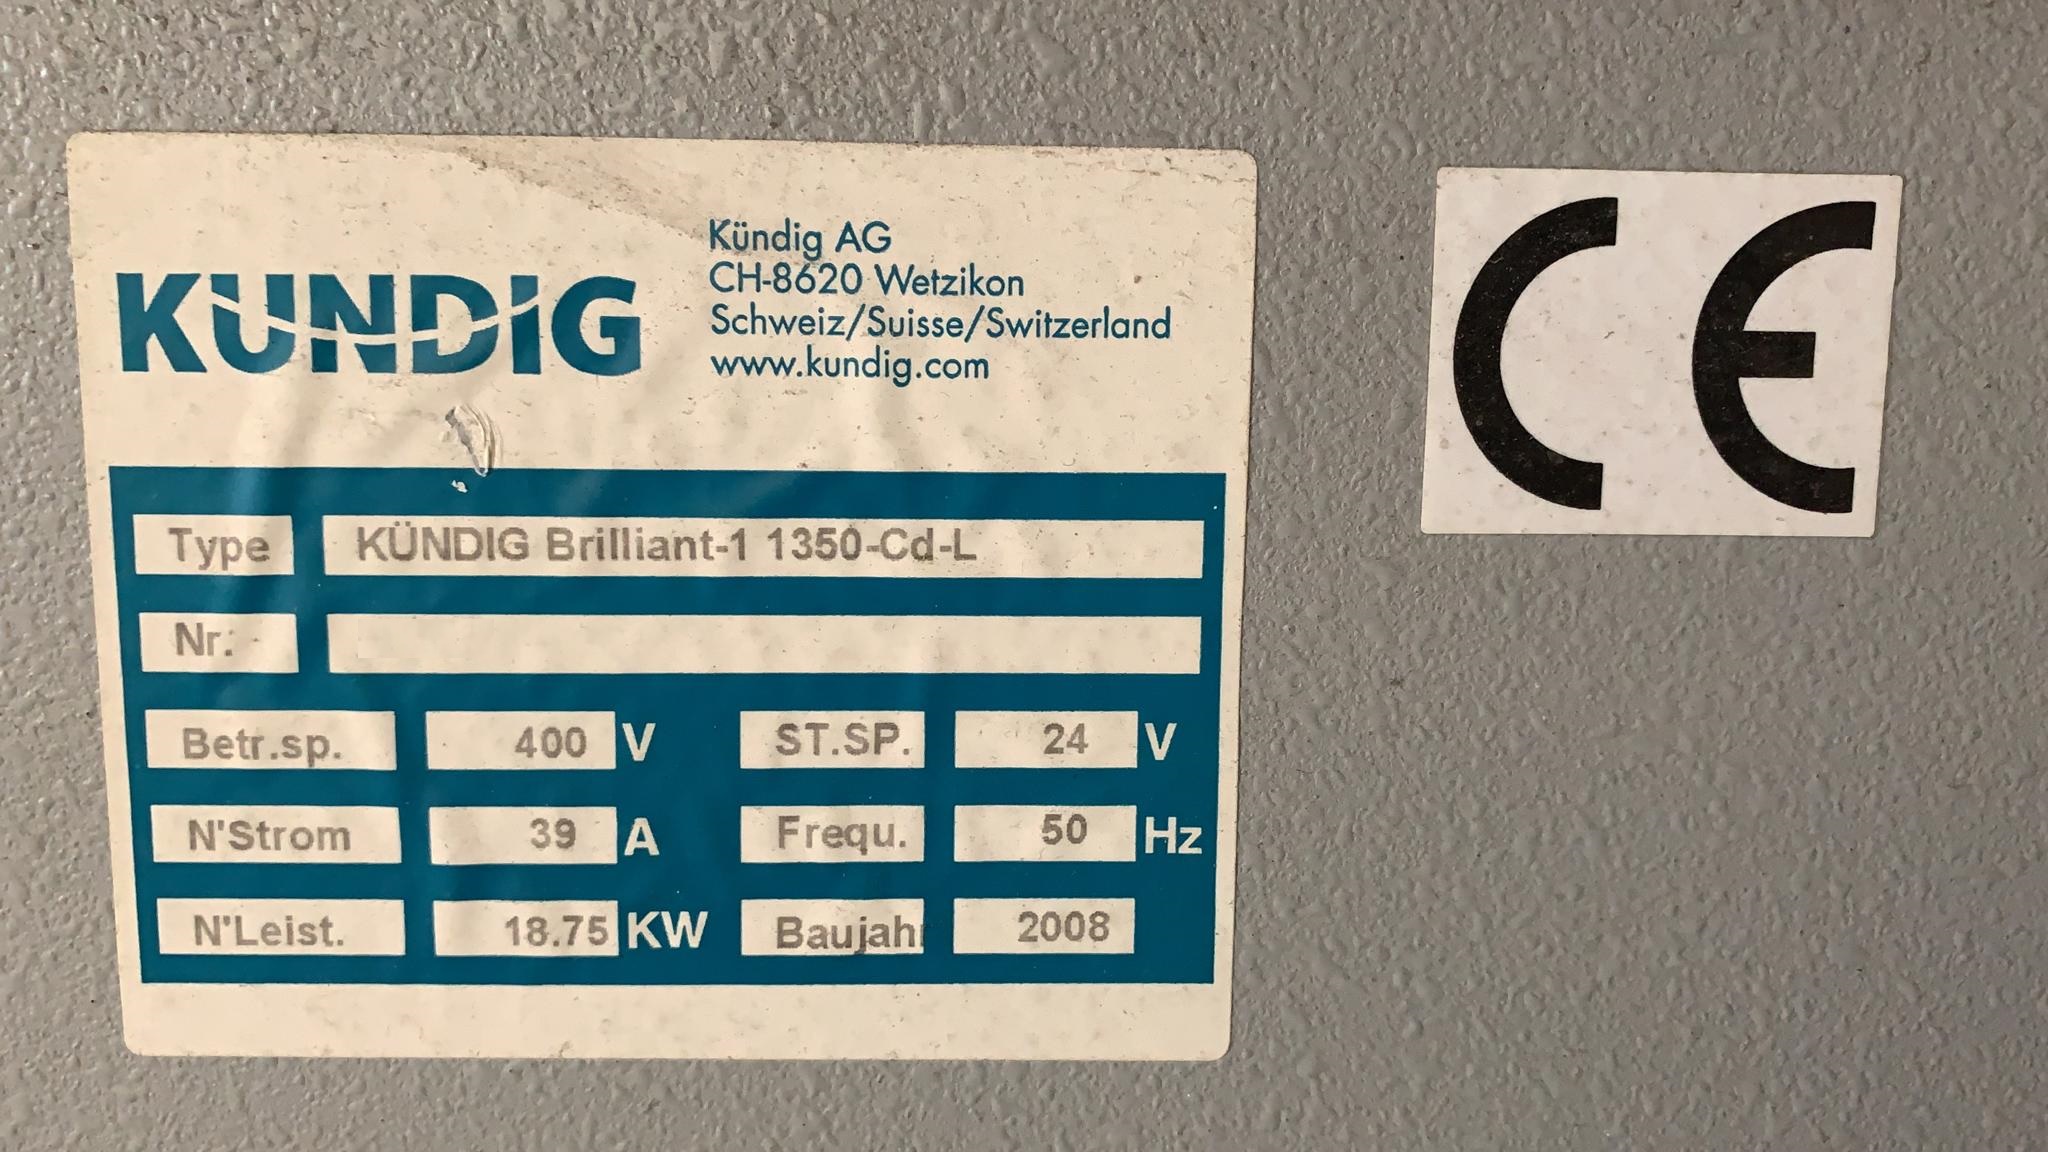 KÜNDIG
Kündig AG
CH-8620 Wetzikon
Schweiz/Suisse/Switzerland
www.kundig.com
Type KÜNDIG Brilliant-1 1350-Cd-L
Nr.:
Betr.sp. 400 V ST.SP. 24 V
N'Strom 39 A Frequ. 50 Hz
N'Leist. 18.75 KW Baujahr 2008
CE